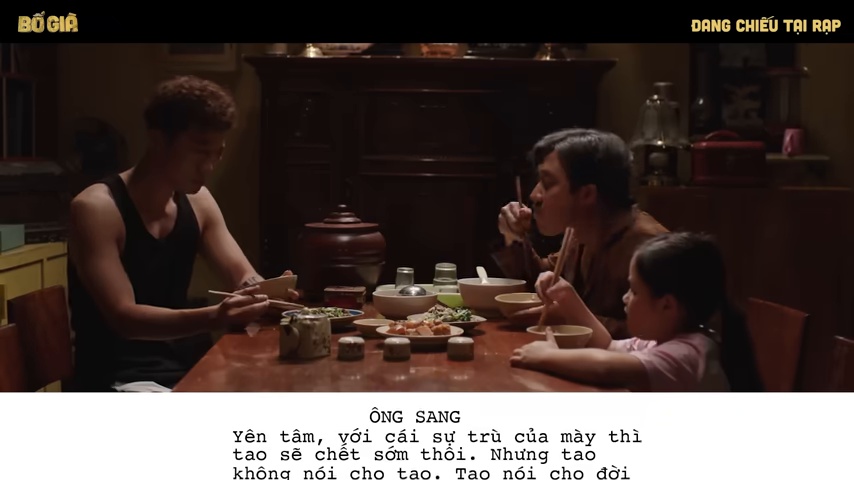 BỐ GIÀ
ĐANG CHIẾU TẠI RẠP
ÔNG SANG
Yên tâm, với cái sự trù của mày thì
tao sẽ chết sớm thôi. Nhưng tao
không nói cho tao. Tao nói cho đời